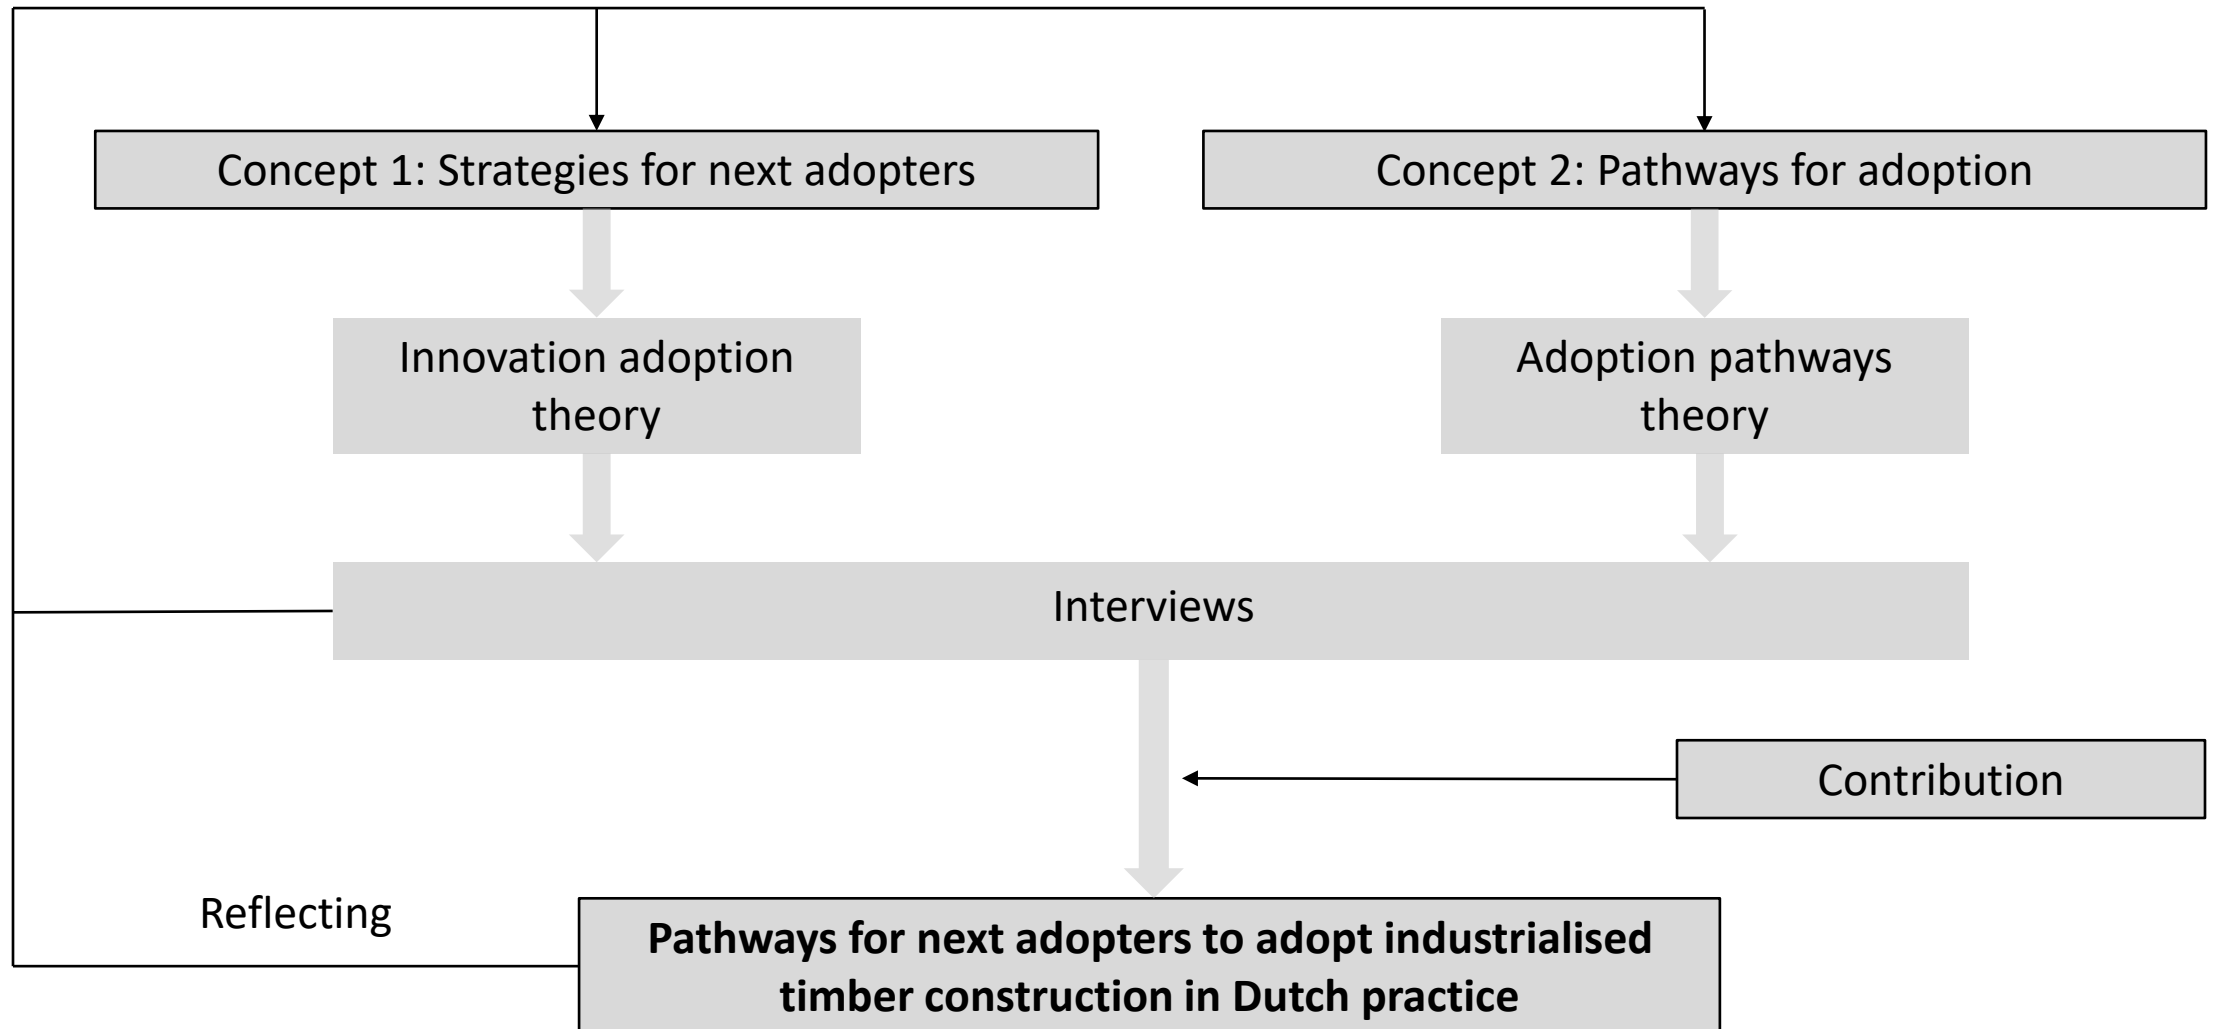 Concept 1: Strategies for next adopters
Concept 2: Pathways for adoption
Innovation adoption
theory
Adoption pathways
theory
Interviews
Contribution
Reflecting
Pathways for next adopters to adopt industrialised
timber construction in Dutch practice